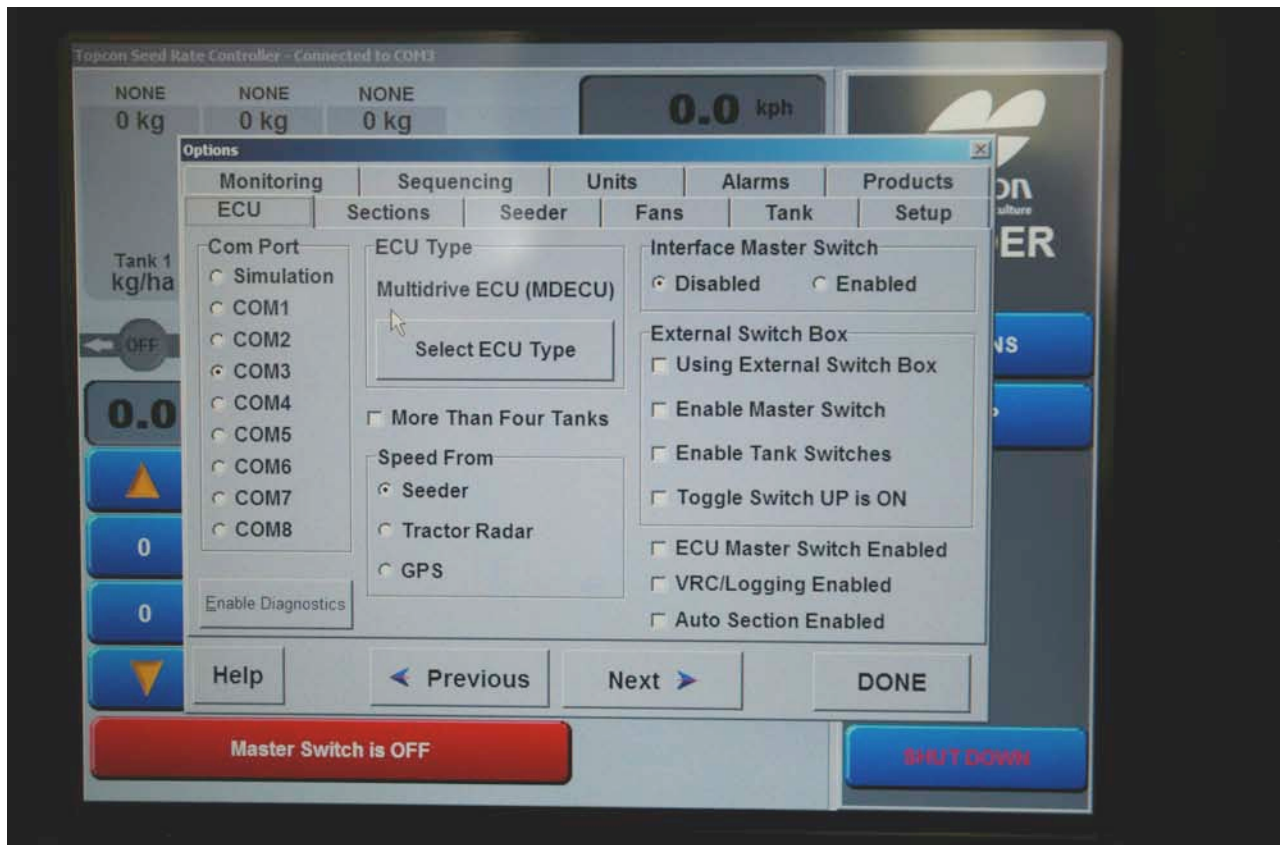 Topcon Seed Rate Controller - Connected to COM3
NONE NONE NONE
0 kg 0 kg 0 kg
0.0 kph
Options
Monitoring Sequencing Units Alarms Products
ECU Sections Seeder Fans Tank Setup
Com Port
Simulation
COM1
COM2
COM3
COM4
COM5
COM6
COM7
COM8
Enable Diagnostics
ECU Type
Multidrive ECU (MDECU)
Select ECU Type
More Than Four Tanks
Speed From
Seeder
Tractor Radar
GPS
Interface Master Switch
Disabled Enabled
External Switch Box
Using External Switch Box
Enable Master Switch
Enable Tank Switches
Toggle Switch UP is ON
ECU Master Switch Enabled
VRC/Logging Enabled
Auto Section Enabled
Help Previous Next DONE
Tank 1
kg/ha
OFF
0.0
0
0
Master Switch is OFF
on
ER
NS
SHUT DOWN